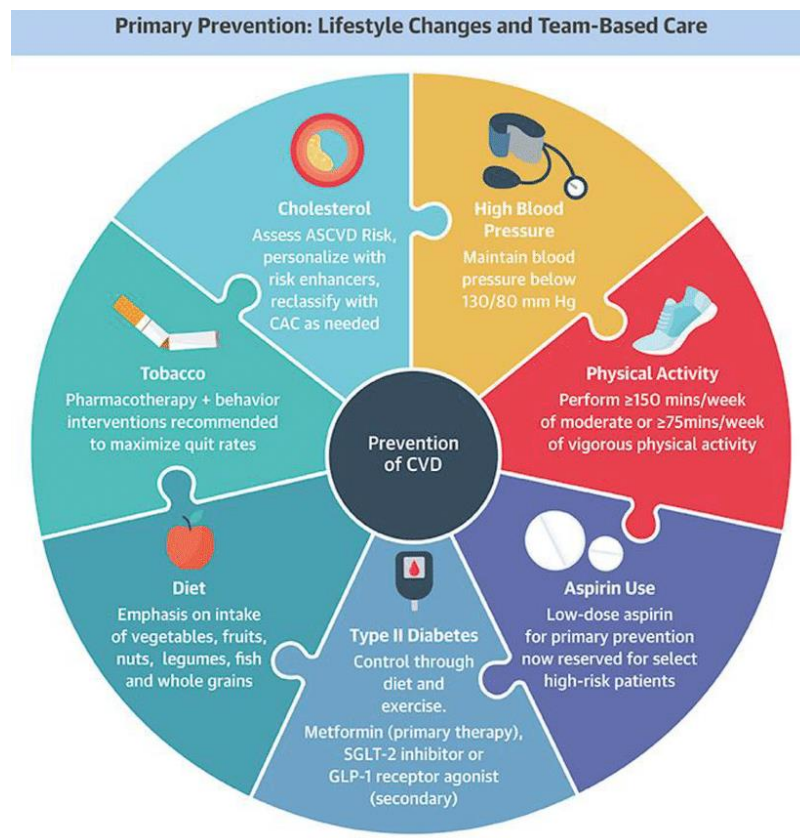 Primary Prevention: Lifestyle Changes and Team-Based Care
Cholesterol
Assess ASCVD Risk,
personalize with
risk enhancers,
reclassify with
CAC as needed
High Blood
Pressure
Maintain blood
pressure below
130/80 mm Hg
Tobacco
Pharmacotherapy + behavior
interventions recommended
to maximize quit rates
Physical Activity
Perform ≥150 mins/week
of moderate or ≥75mins/week
of vigorous physical activity
Prevention
of CVD
Diet
Emphasis on intake
of vegetables, fruits,
nuts, legumes, fish
and whole grains
Type II Diabetes
Control through
diet and
exercise.
Metformin (primary therapy),
SGLT-2 inhibitor or
GLP-1 receptor agonist
(secondary)
Aspirin Use
Low-dose aspirin
for primary prevention
now reserved for select
high-risk patients